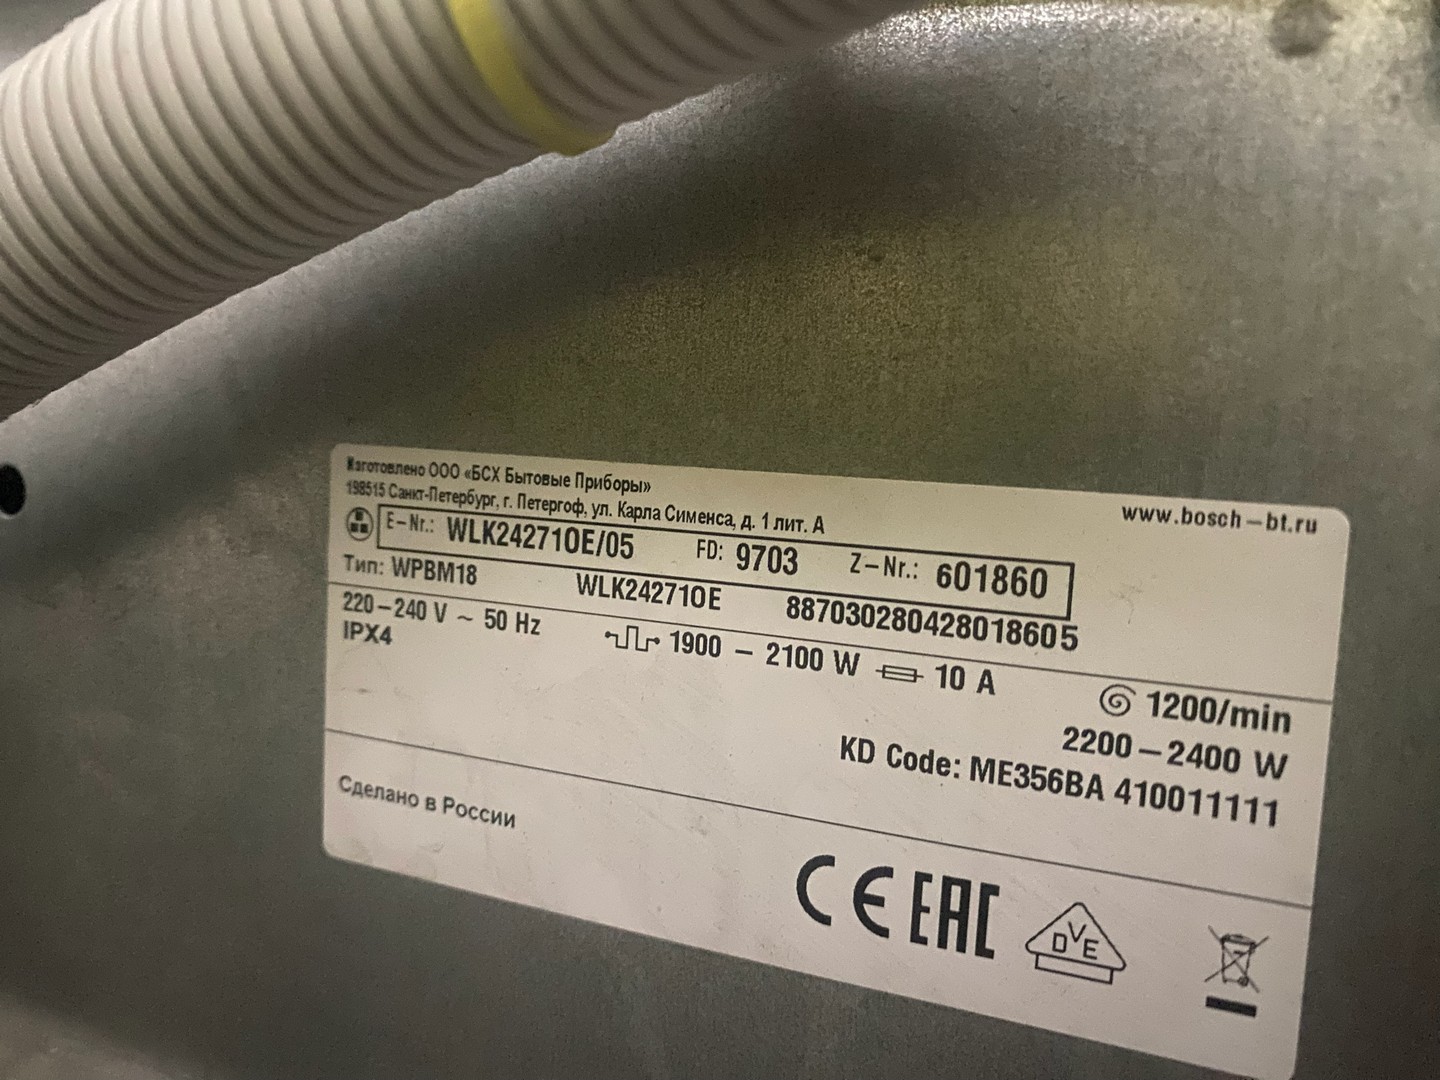 Изготовлено ООО «БСХ Бытовые Приборы»
198515 Санкт-Петербург, г. Петергоф, ул. Карла Сименса, д. 1 лит. А
www.bosch-bt.ru
E-Nr.: WLK24271OE/05 FD: 9703 Z-Nr.: 601860
Тип: WPBM18 WLK24271OE 887030280428018605
220-240 V ~ 50 Hz 1900 - 2100 W 10 A 1200/min
IPX4 2200-2400 W
KD Code: ME356BA 410011111
Сделано в России
CE EAC DVE